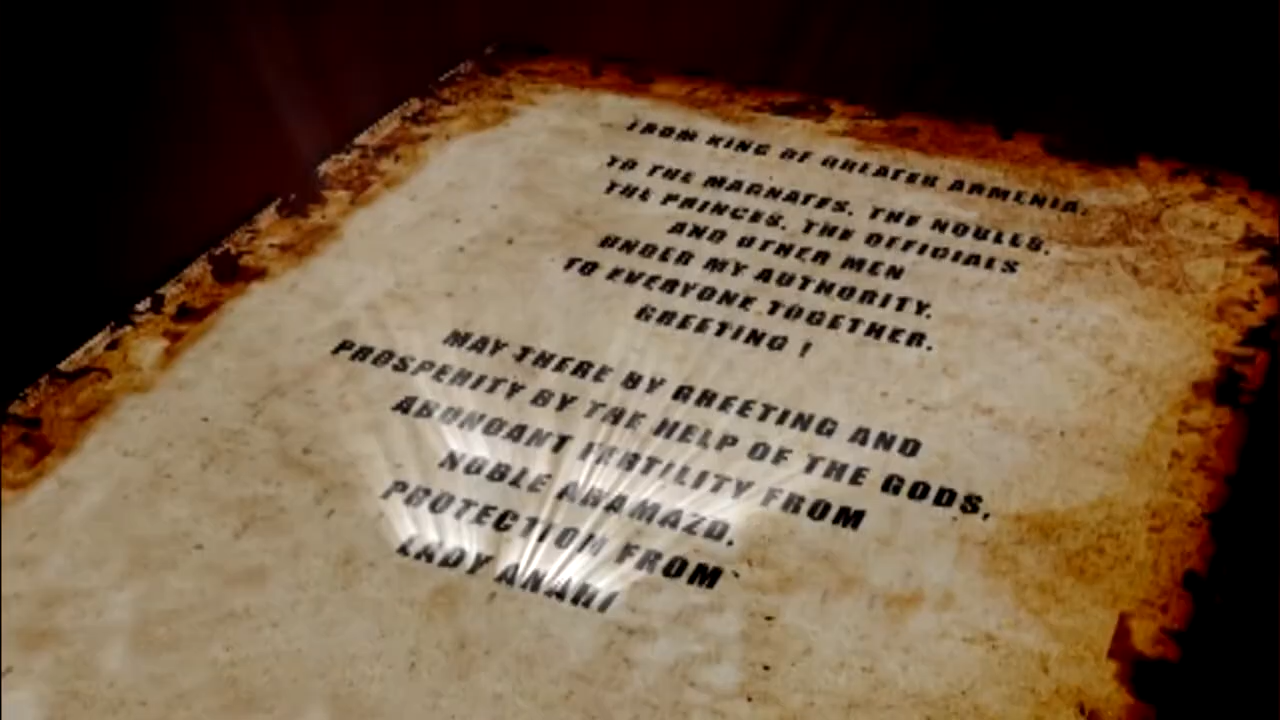 FROM KING OF GREATER ARMENIA.
TO THE MAGNATES, THE NOBLES,
THE PRINCES, THE OFFICIALS
AND OTHER MEN
UNDER MY AUTHORITY.
TO EVERYONE TOGETHER.
GREETING !
MAY THERE BY GREETING AND
PROSPERITY BY THE HELP OF THE GODS,
ABUNDANT FERTILITY FROM
NOBLE ARAMAZD,
PROTECTION FROM
LADY ANAHI